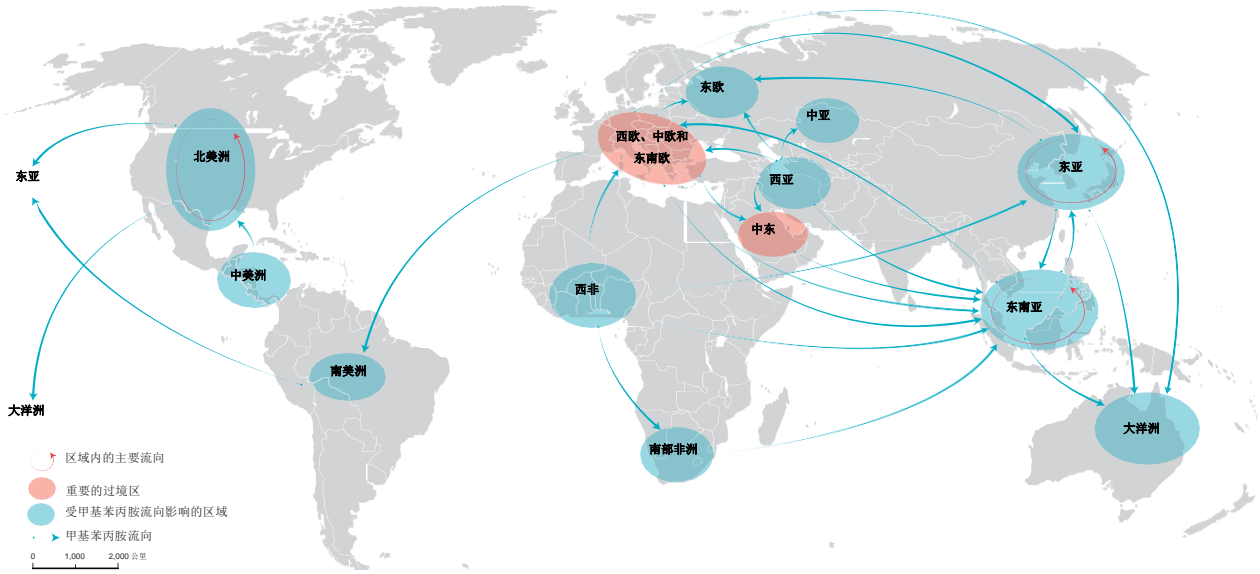 东欧
中亚
西欧、中欧和
东南欧
北美洲
东亚
东亚
西亚
中东
中美洲
西非
东南亚
南美洲
大洋洲
大洋洲
南部非洲
区域内的主要流向
重要的过境区
受甲基苯丙胺流向影响的区域
甲基苯丙胺流向
0 1,000 2,000 公里